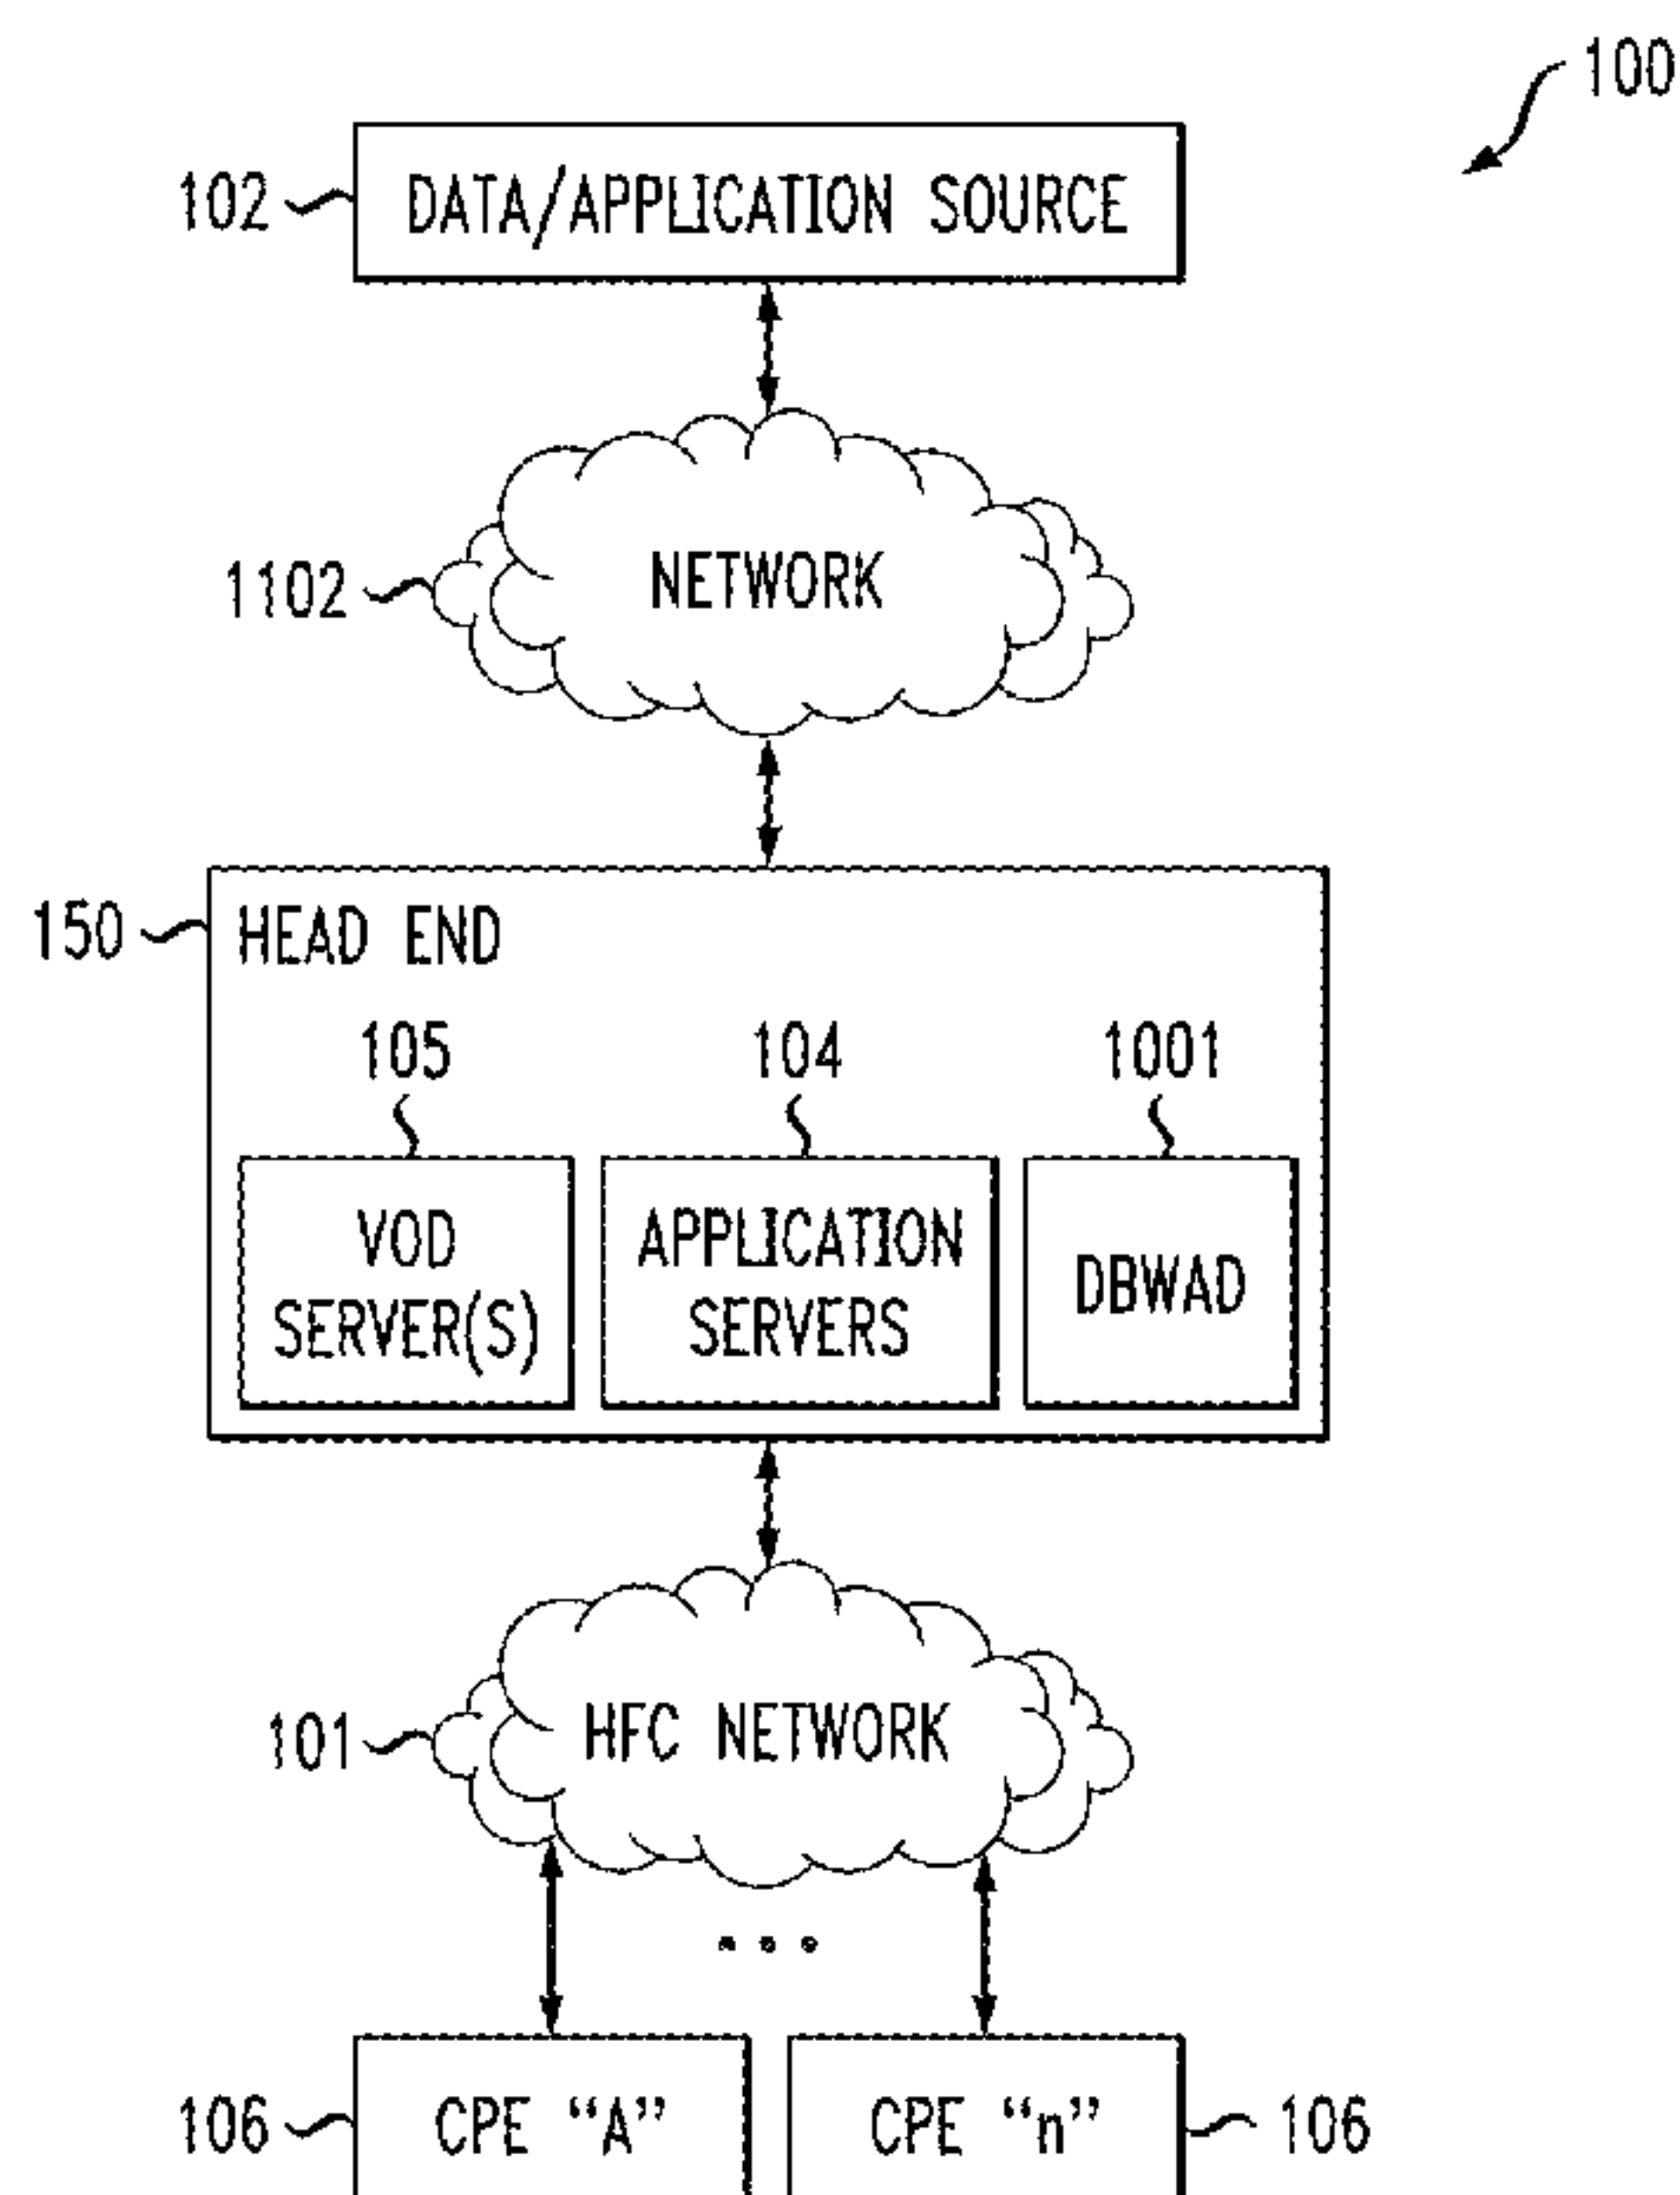 100
102 DATA/APPLICATION SOURCE
1102 NETWORK
150 HEAD END
105 104 1001
VOD
SERVER(S)
APPLICATION
SERVERS
DBWAD
101 HFC NETWORK
106 CPE “A” CPE “n” 106